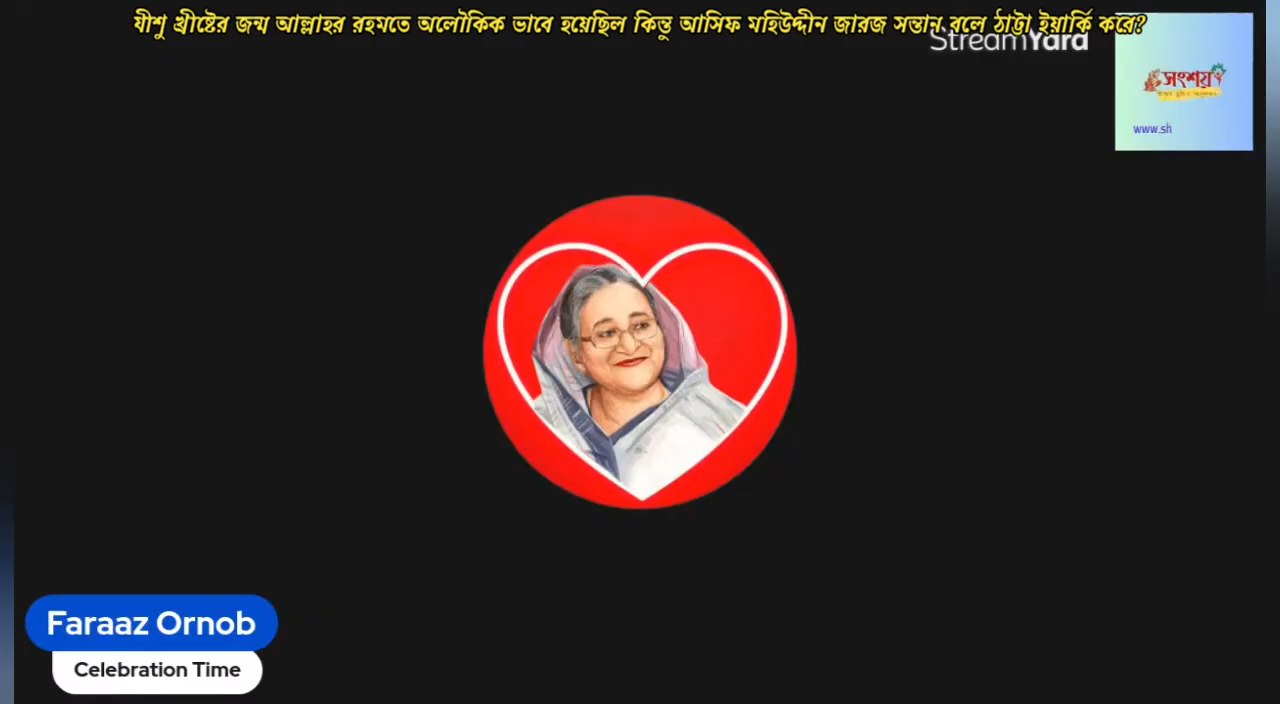 যীশু খ্রীষ্টের জন্ম আল্লাহর রহমতে অলৌকিক ভাবে হয়েছিল কিন্তু আসিফ মহিউদ্দীন জারজ সন্তান বলে ঠাট্টা ইয়ার্কি করে?
StreamYard
সংশয়
www.sh
Faraaz Ornob
Celebration Time